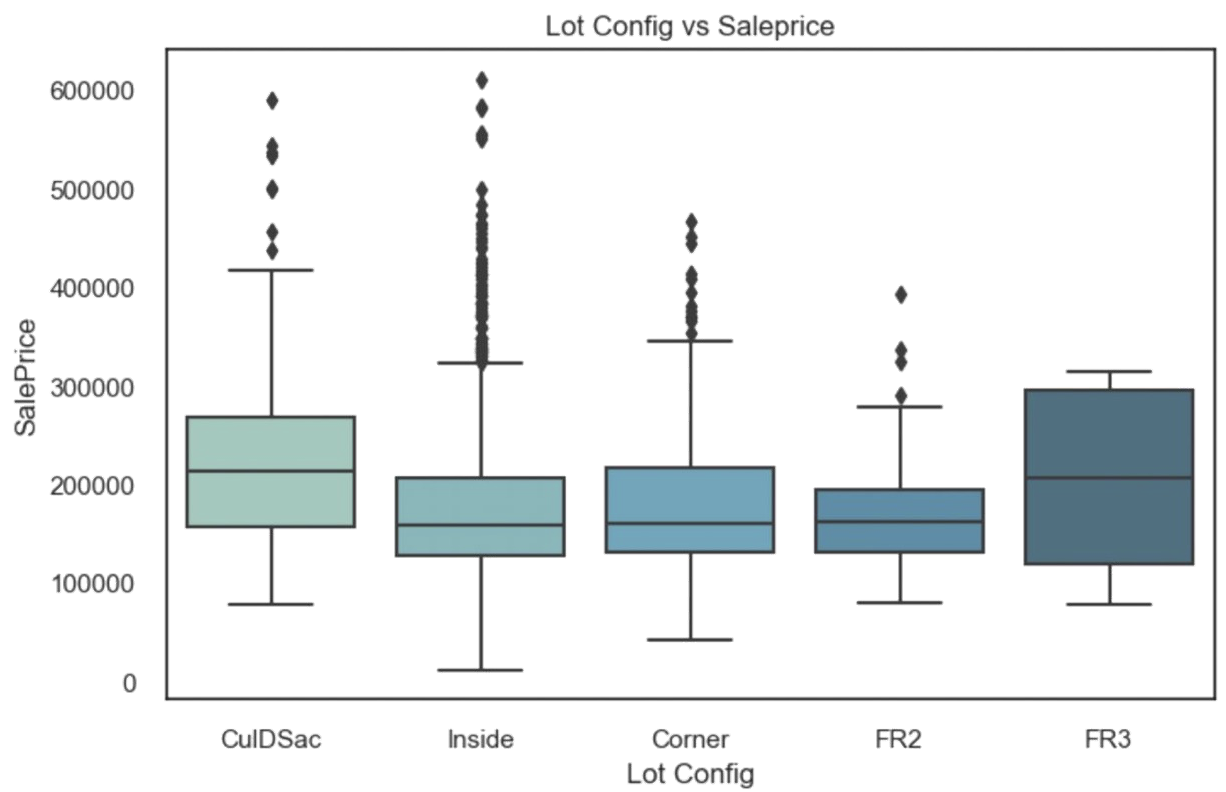 Lot Config vs Saleprice
600000
500000
400000
300000
200000
100000
0
SalePrice
CulDSac Inside Corner FR2 FR3
Lot Config